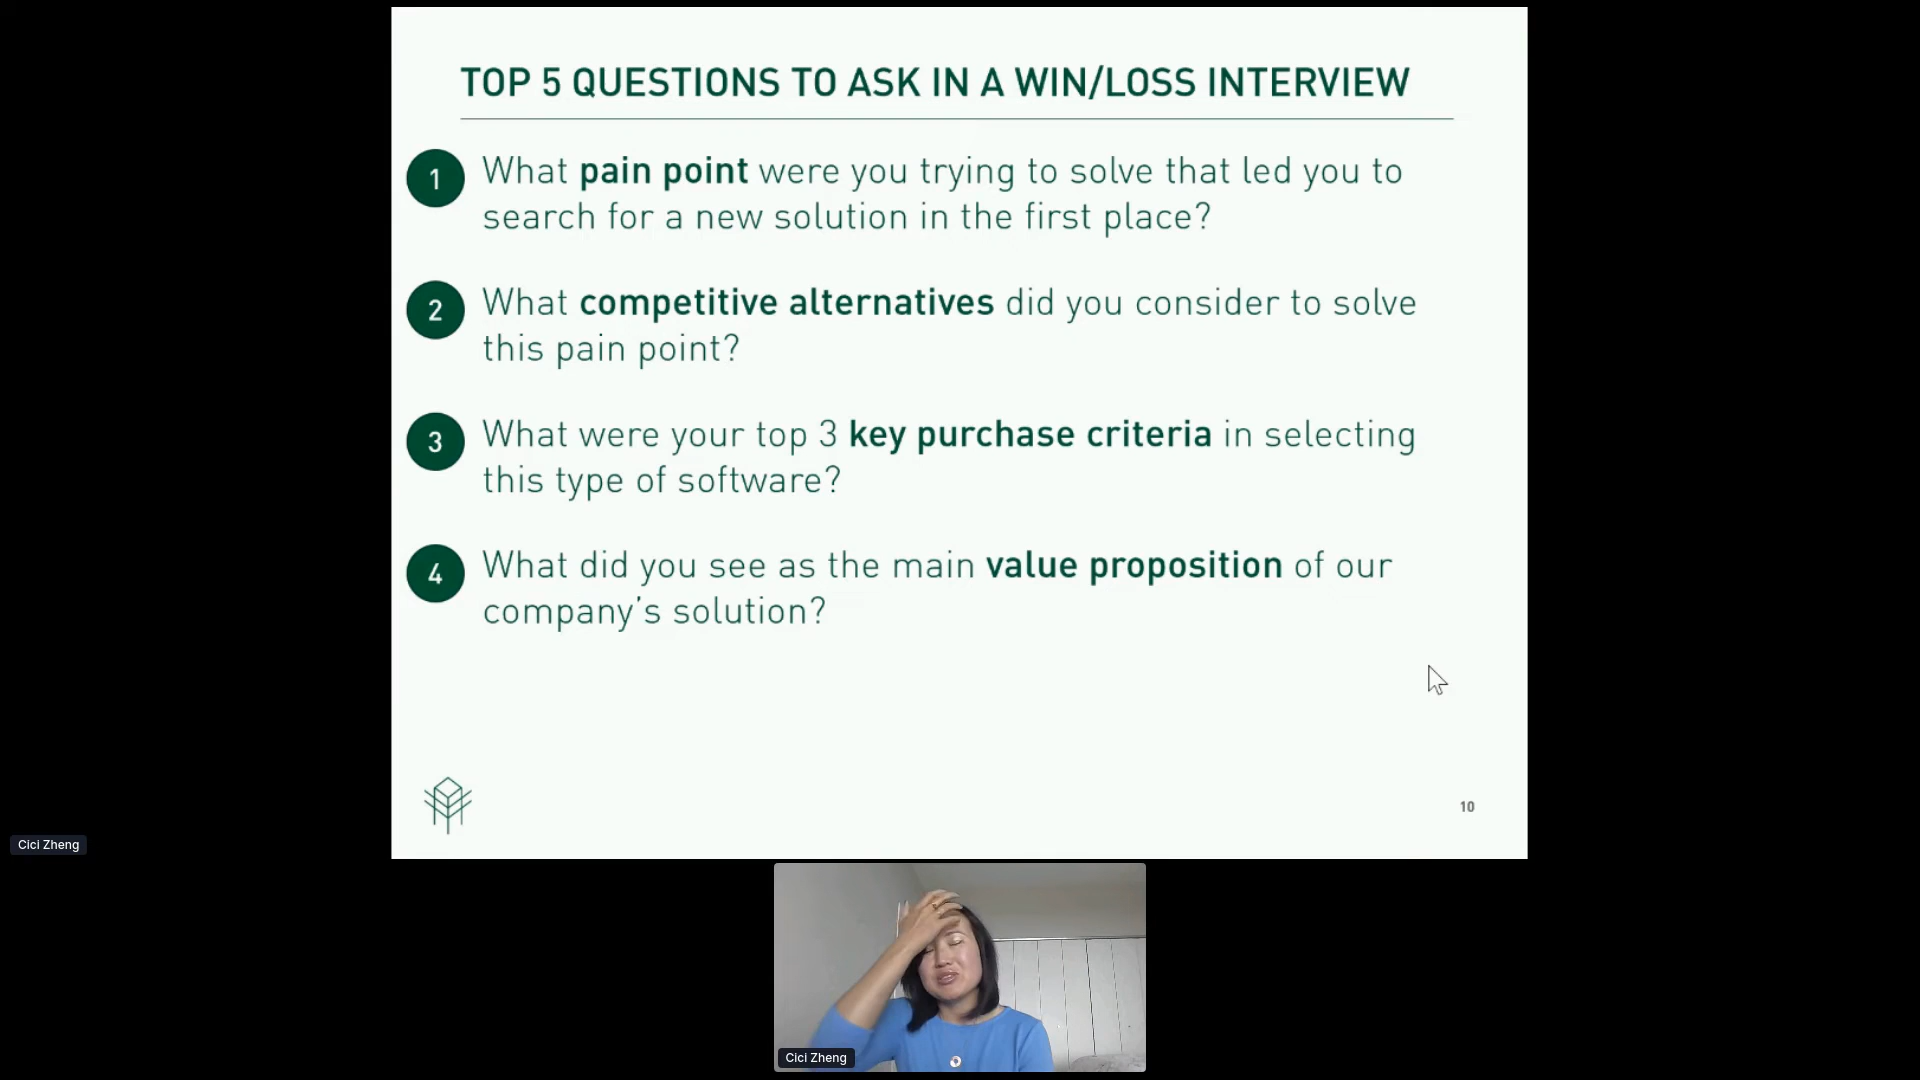 TOP 5 QUESTIONS TO ASK IN A WIN/LOSS INTERVIEW
1
What pain point were you trying to solve that led you to
search for a new solution in the first place?
2
What competitive alternatives did you consider to solve
this pain point?
3
What were your top 3 key purchase criteria in selecting
this type of software?
4
What did you see as the main value proposition of our
company's solution?
10
Cici Zheng
Cici Zheng